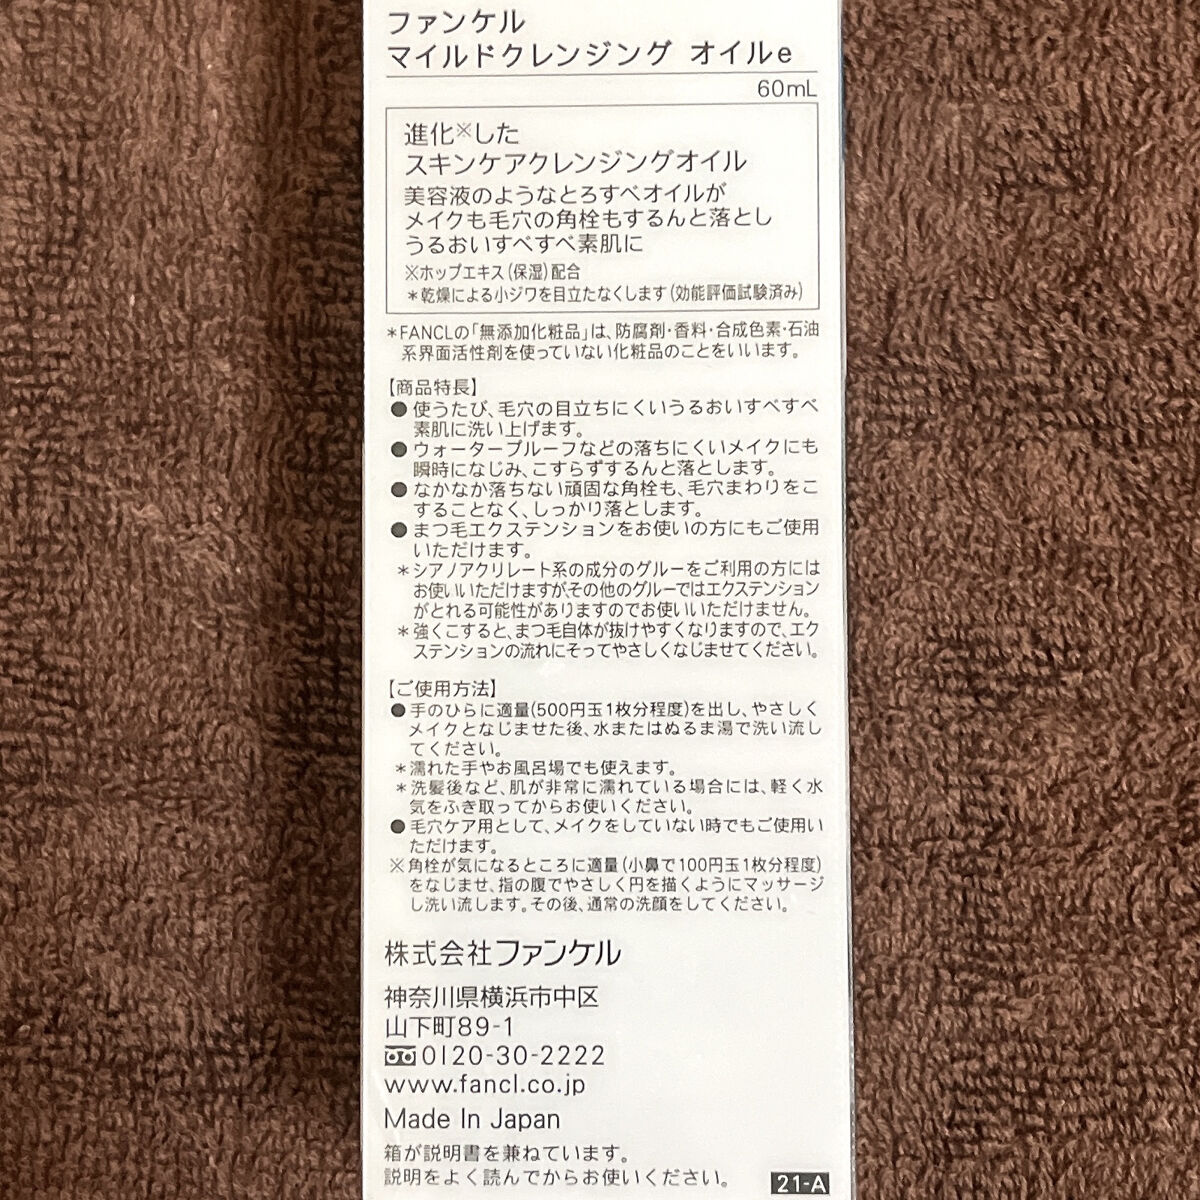 ファンケル
マイルドクレンジング オイルe
60mL
進化※した
スキンケアクレンジングオイル
美容液のようなとろすべオイルが
メイクも毛穴の角栓もするんと落とし
うるおいすべすべ素肌に
※ホップエキス(保湿)配合
＊乾燥による小ジワを目立たなくします(効能評価試験済み)
＊FANCLの「無添加化粧品」は、防腐剤・香料・合成色素・石油
系界面活性剤を使っていない化粧品のことをいいます。
【商品特長】
●使うたび、毛穴の目立ちにくいうるおいすべすべ
素肌に洗い上げます。
●ウォータープルーフなどの落ちにくいメイクにも
瞬時になじみ、こすらずするんと落とします。
●なかなか落ちない頑固な角栓も、毛穴まわりをこ
することなく、しっかり落とします。
●まつ毛エクステンションをお使いの方にもご使用
いただけます。
＊シアノアクリレート系の成分のグルーをご利用の方には
お使いいただけますが、その他のグルーではエクステンション
がとれる可能性がありますのでお使いいただけません。
＊強くこすると、まつ毛自体が抜けやすくなりますので、エク
ステンションの流れにそってやさしくなじませてください。
【ご使用方法】
●手のひらに適量(500円玉1枚分程度)を出し、やさしく
メイクとなじませた後、水またはぬるま湯で洗い流し
てください。
＊濡れた手やお風呂場でも使えます。
＊洗髪後など、肌が非常に濡れている場合には、軽く水
気をふき取ってからお使いください。
●毛穴ケア用として、メイクをしていない時でもご使用い
ただけます。
※角栓が気になるところに適量(小鼻で100円玉1枚分程度)
をなじませ、指の腹でやさしく円を描くようにマッサージ
し洗い流します。その後、通常の洗顔をしてください。
株式会社ファンケル
神奈川県横浜市中区
山下町89-1
0120-30-2222
www.fancl.co.jp
Made In Japan
箱が説明書を兼ねています。
説明をよく読んでからお使いください。
21-A